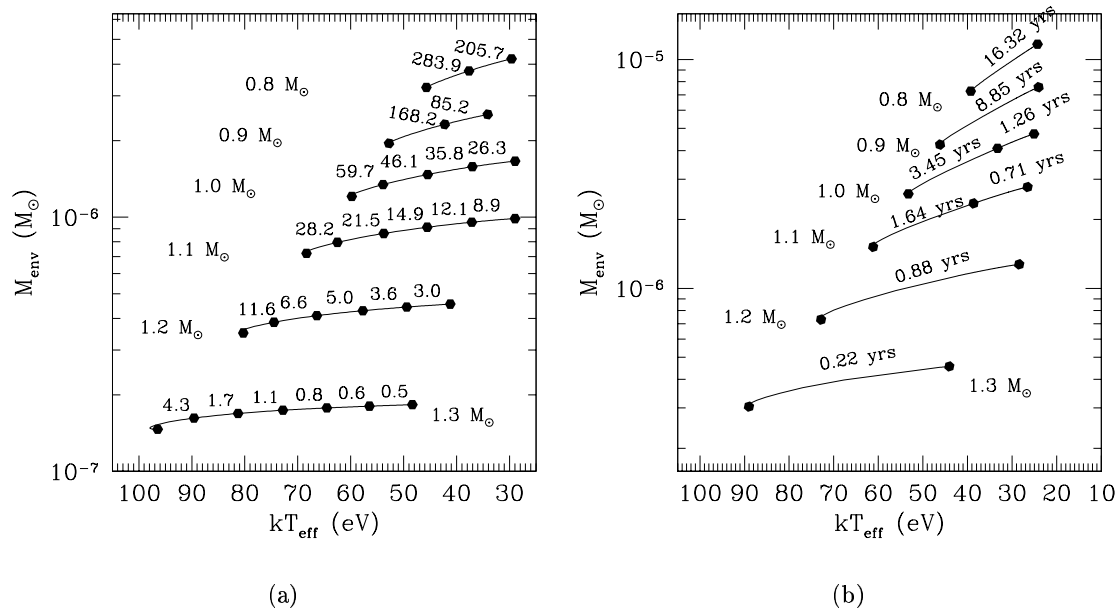 205.7
283.9
0.8 M☉
85.2
168.2
0.9 M☉
26.3
35.8
46.1
59.7
1.0 M☉
8.9
12.1
14.9
21.5
28.2
1.1 M☉
3.0
3.6
5.0
6.6
11.6
1.2 M☉
0.5
0.6
0.8
1.1
1.7
4.3
1.3 M☉
10⁻⁶
10⁻⁷
M_env (M☉)
100 90 80 70 60 50 40 30
kT_eff (eV)
(a)
16.32 yrs
0.8 M☉
8.85 yrs
0.9 M☉
1.26 yrs
3.45 yrs
1.0 M☉
0.71 yrs
1.64 yrs
1.1 M☉
0.88 yrs
1.2 M☉
0.22 yrs
1.3 M☉
10⁻⁵
10⁻⁶
M_env (M☉)
100 90 80 70 60 50 40 30 20 10
kT_eff (eV)
(b)